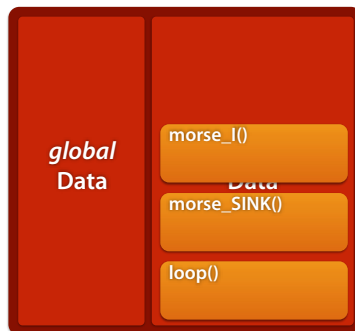 global
Data
morse_I()
Data
morse_SINK()
loop()